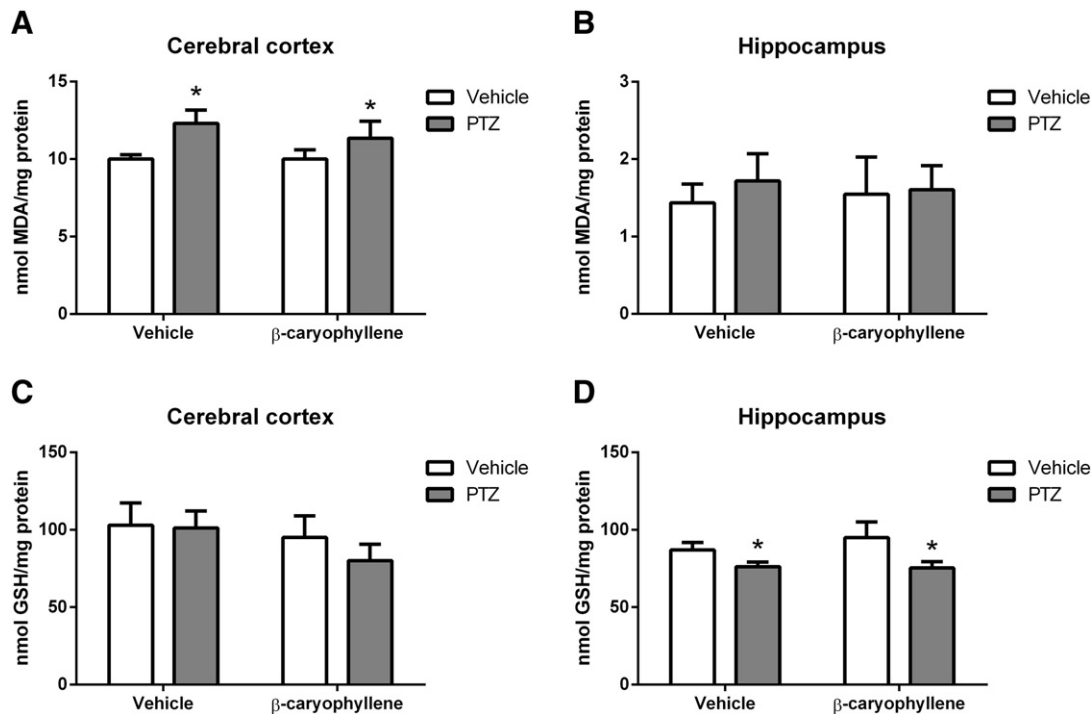 A
Cerebral cortex
nmol MDA/mg protein
15
10
5
0
*
*
Vehicle
PTZ
Vehicle
β-caryophyllene
B
Hippocampus
nmol MDA/mg protein
3
2
1
0
Vehicle
PTZ
Vehicle
β-caryophyllene
C
Cerebral cortex
nmol GSH/mg protein
150
100
50
0
Vehicle
PTZ
Vehicle
β-caryophyllene
D
Hippocampus
nmol GSH/mg protein
150
100
50
0
*
*
Vehicle
PTZ
Vehicle
β-caryophyllene